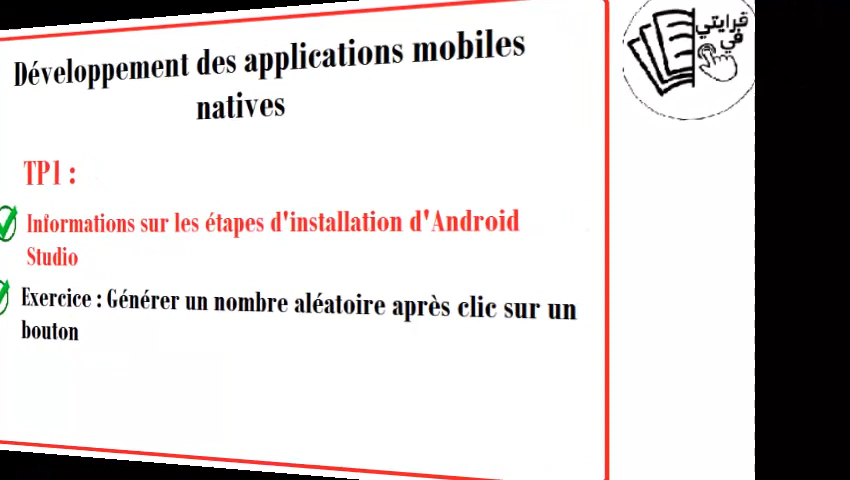 Développement des applications mobiles
natives
TP1 :
Informations sur les étapes d'installation d'Android
Studio
Exercice : Générer un nombre aléatoire après clic sur un
bouton
قرايتي
في